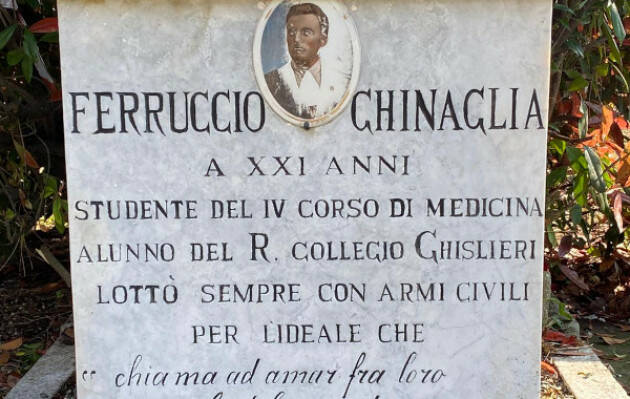 FERRUCCIO GHINAGLIA
A XXI ANNI
STUDENTE DEL IV CORSO DI MEDICINA
ALUNNO DEL R. COLLEGIO GHISLIERI
LOTTÒ SEMPRE CON ARMI CIVILI
PER L'IDEALE CHE
“ chiama ad amar fra loro